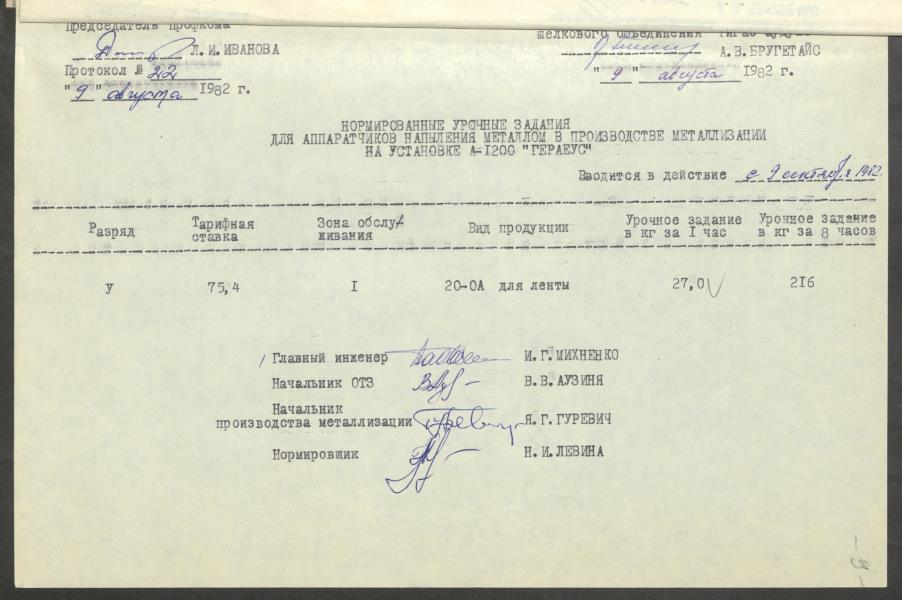 Председатель Профкома
шелкового объединения
Л.И.ИВАНОВА
А.В.БРУГЕТАЙС
Протокол № 22
"9" августа 1982 г.
"9" августа 1982 г.
НОРМИРОВАННЫЕ УРОЧНЫЕ ЗАДАНИЯ
ДЛЯ АППАРАТЧИКОВ НАПЫЛЕНИЯ МЕТАЛЛОМ В ПРОИЗВОДСТВЕ МЕТАЛЛИЗАЦИИ
НА УСТАНОВКЕ А-I200 "ГЕРАЕУС"
Вводится в действие с 9 сентября 1982.
Разряд Тарифная ставка Зона обслуживания Вид продукции Урочное задание в кг за I час Урочное задание в кг за 8 часов
У 75,4 I 20-0А для ленты 27,0 2I6
Главный инженер И.Г.МИХНЕНКО
Начальник ОТЗ В.В.АУЗИНЯ
Начальник
производства металлизации Я.Г.ГУРЕВИЧ
Нормировщик Н.И.ЛЕВИНА